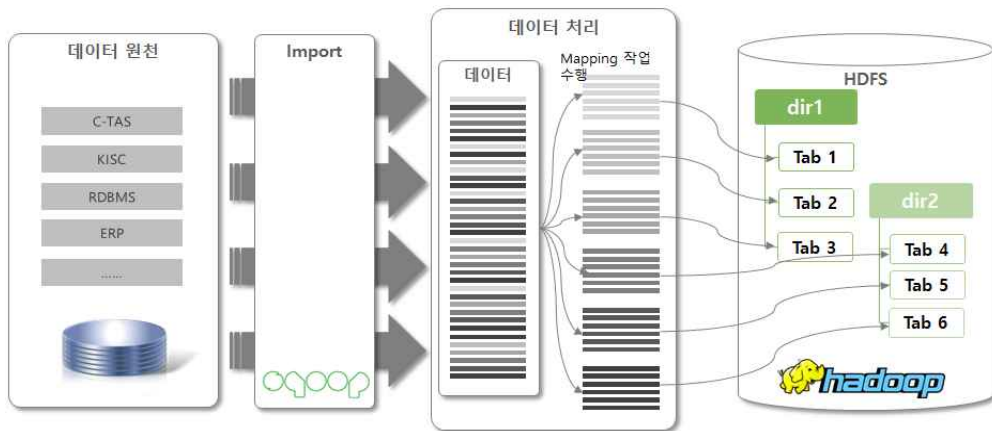 데이터 원천
C-TAS
KISC
RDBMS
ERP
......
Import
sqoop
데이터 처리
데이터
Mapping 작업
수행
HDFS
dir1
Tab 1
Tab 2
Tab 3
dir2
Tab 4
Tab 5
Tab 6
hadoop